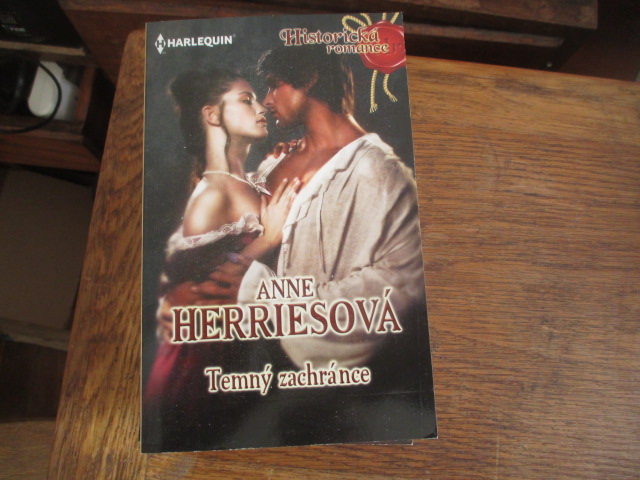 HARLEQUIN
Historická
romance
ANNE
HERRIESOVÁ
Temný zachránce